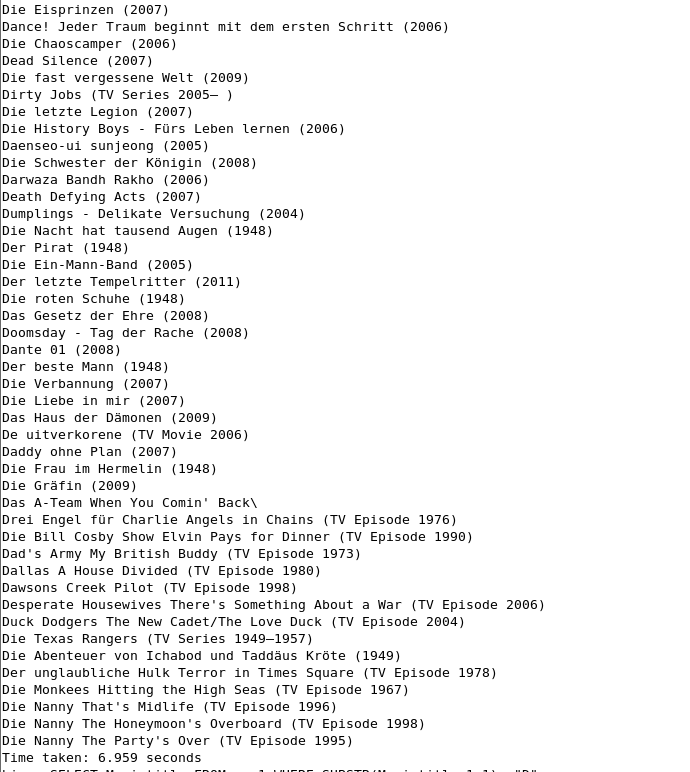 Die Eisprinzen (2007)
Dance! Jeder Traum beginnt mit dem ersten Schritt (2006)
Die Chaoscamper (2006)
Dead Silence (2007)
Die fast vergessene Welt (2009)
Dirty Jobs (TV Series 2005– )
Die letzte Legion (2007)
Die History Boys - Fürs Leben lernen (2006)
Daenseo-ui sunjeong (2005)
Die Schwester der Königin (2008)
Darwaza Bandh Rakho (2006)
Death Defying Acts (2007)
Dumplings - Delikate Versuchung (2004)
Die Nacht hat tausend Augen (1948)
Der Pirat (1948)
Die Ein-Mann-Band (2005)
Der letzte Tempelritter (2011)
Die roten Schuhe (1948)
Das Gesetz der Ehre (2008)
Doomsday - Tag der Rache (2008)
Dante 01 (2008)
Der beste Mann (1948)
Die Verbannung (2007)
Die Liebe in mir (2007)
Das Haus der Dämonen (2009)
De uitverkorene (TV Movie 2006)
Daddy ohne Plan (2007)
Die Frau im Hermelin (1948)
Die Gräfin (2009)
Das A-Team When You Comin' Back\
Drei Engel für Charlie Angels in Chains (TV Episode 1976)
Die Bill Cosby Show Elvin Pays for Dinner (TV Episode 1990)
Dad's Army My British Buddy (TV Episode 1973)
Dallas A House Divided (TV Episode 1980)
Dawsons Creek Pilot (TV Episode 1998)
Desperate Housewives There's Something About a War (TV Episode 2006)
Duck Dodgers The New Cadet/The Love Duck (TV Episode 2004)
Die Texas Rangers (TV Series 1949–1957)
Die Abenteuer von Ichabod und Taddäus Kröte (1949)
Der unglaubliche Hulk Terror in Times Square (TV Episode 1978)
Die Monkees Hitting the High Seas (TV Episode 1967)
Die Nanny That's Midlife (TV Episode 1996)
Die Nanny The Honeymoon's Overboard (TV Episode 1998)
Die Nanny The Party's Over (TV Episode 1995)
Time taken: 6.959 seconds